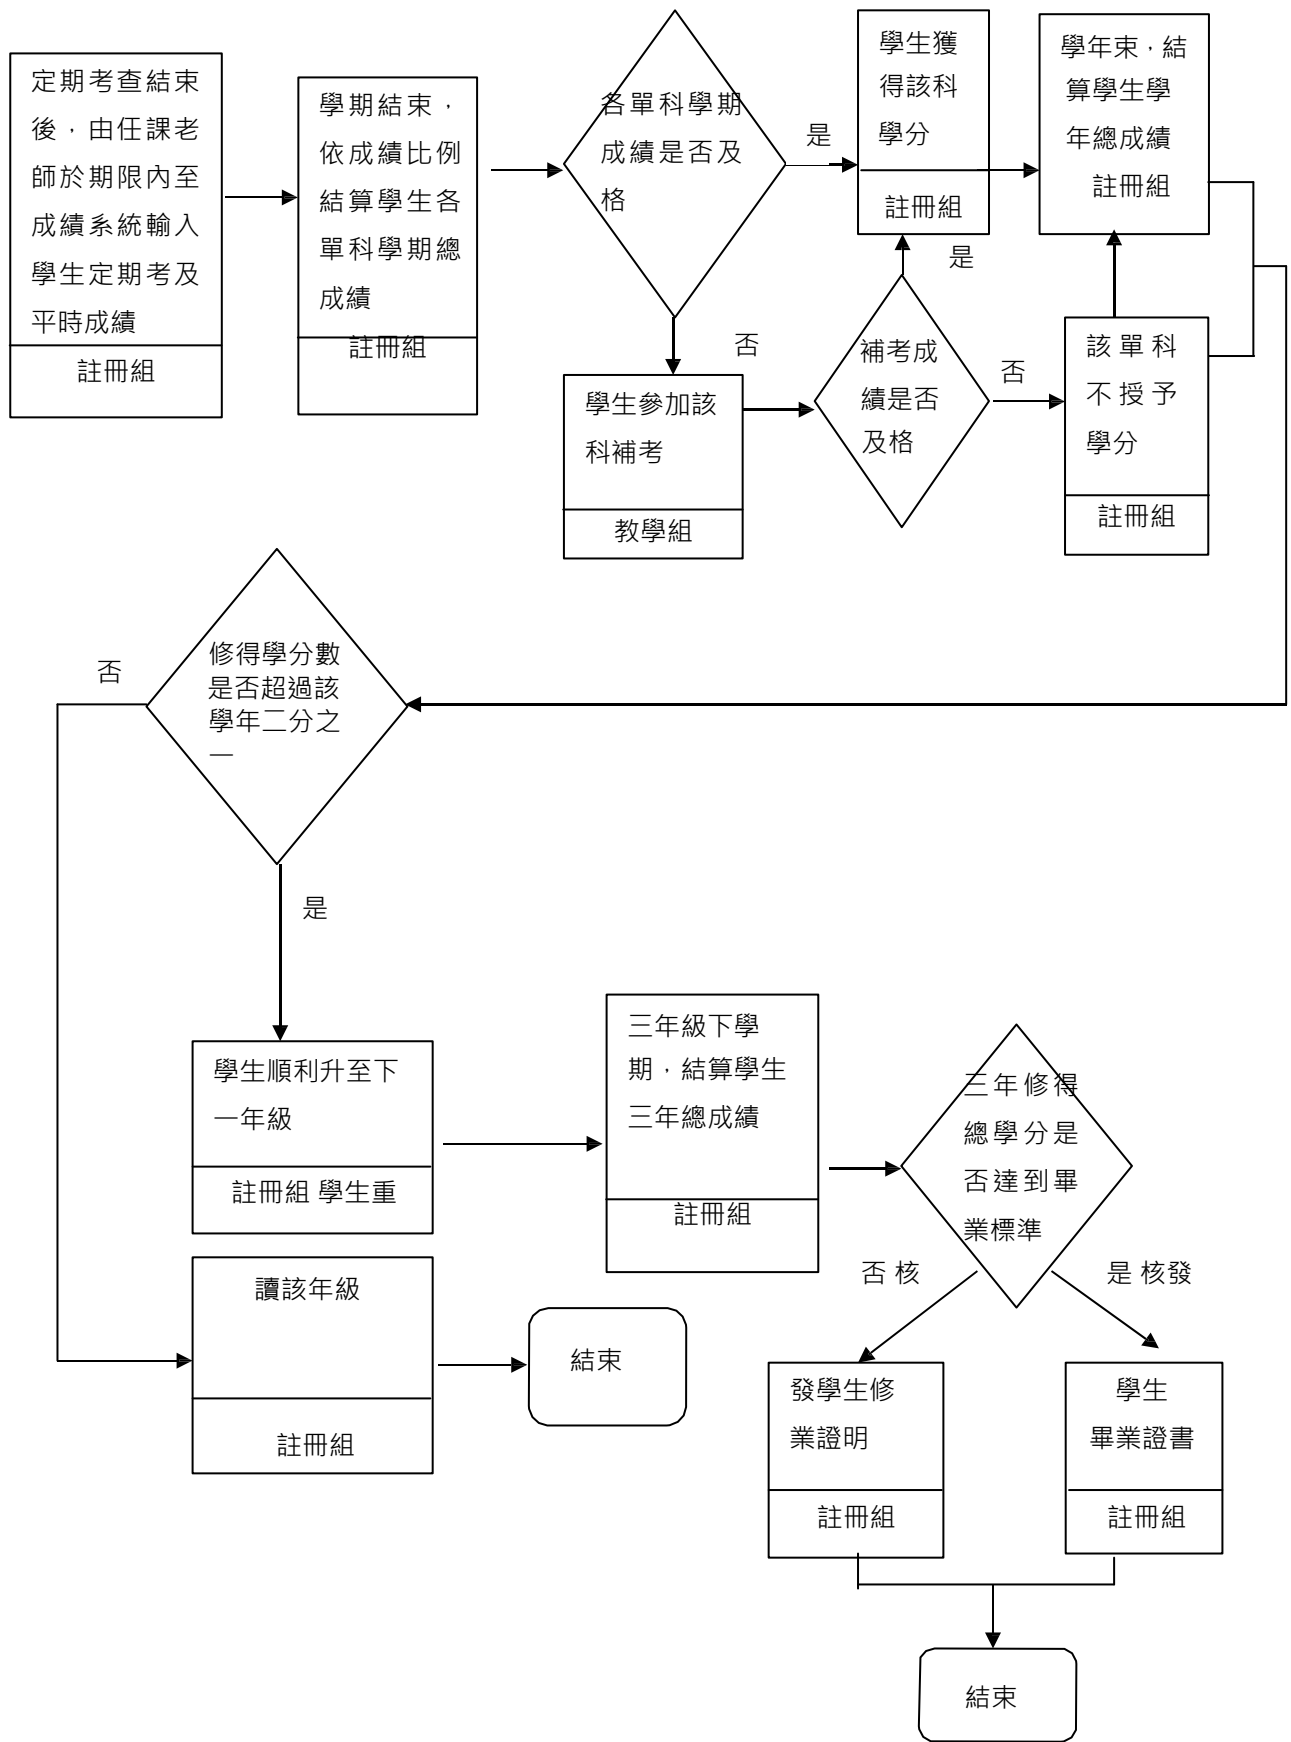 定期考查結束
後，由任課老
師於期限內至
成績系統輸入
學生定期考及
平時成績
註冊組
學期結束，
依成績比例
結算學生各
單科學期總
成績
註冊組
各單科學期
成績是否及
格
是
否
學生獲
得該科
學分
註冊組
是
學年束，結
算學生學
年總成績
註冊組
學生參加該
科補考
教學組
補考成
績是否
及格
否
該單科
不授予
學分
註冊組
否
修得學分數
是否超過該
學年二分之
一
是
學生順利升至下
一年級
註冊組 學生重
讀該年級
註冊組
結束
三年級下學
期，結算學生
三年總成績
註冊組
三年修得
總學分是
否達到畢
業標準
否 核
是 核發
發學生修
業證明
註冊組
學生
畢業證書
註冊組
結束